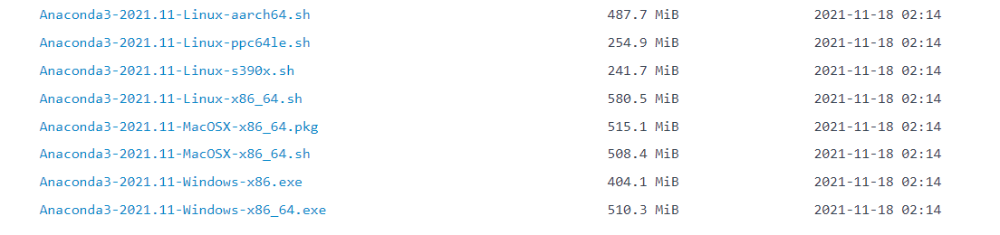 Anaconda3-2021.11-Linux-aarch64.sh 487.7 MiB 2021-11-18 02:14
Anaconda3-2021.11-Linux-ppc64le.sh 254.9 MiB 2021-11-18 02:14
Anaconda3-2021.11-Linux-s390x.sh 241.7 MiB 2021-11-18 02:14
Anaconda3-2021.11-Linux-x86_64.sh 580.5 MiB 2021-11-18 02:14
Anaconda3-2021.11-MacOSX-x86_64.pkg 515.1 MiB 2021-11-18 02:14
Anaconda3-2021.11-MacOSX-x86_64.sh 508.4 MiB 2021-11-18 02:14
Anaconda3-2021.11-Windows-x86.exe 404.1 MiB 2021-11-18 02:14
Anaconda3-2021.11-Windows-x86_64.exe 510.3 MiB 2021-11-18 02:14